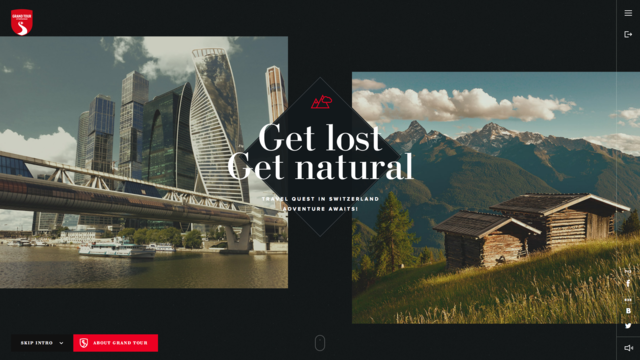 GRAND TOUR
Get lost
Get natural
TRAVEL QUEST IN SWITZERLAND
ADVENTURE AWAITS!
SKIP INTRO
ABOUT GRAND TOUR